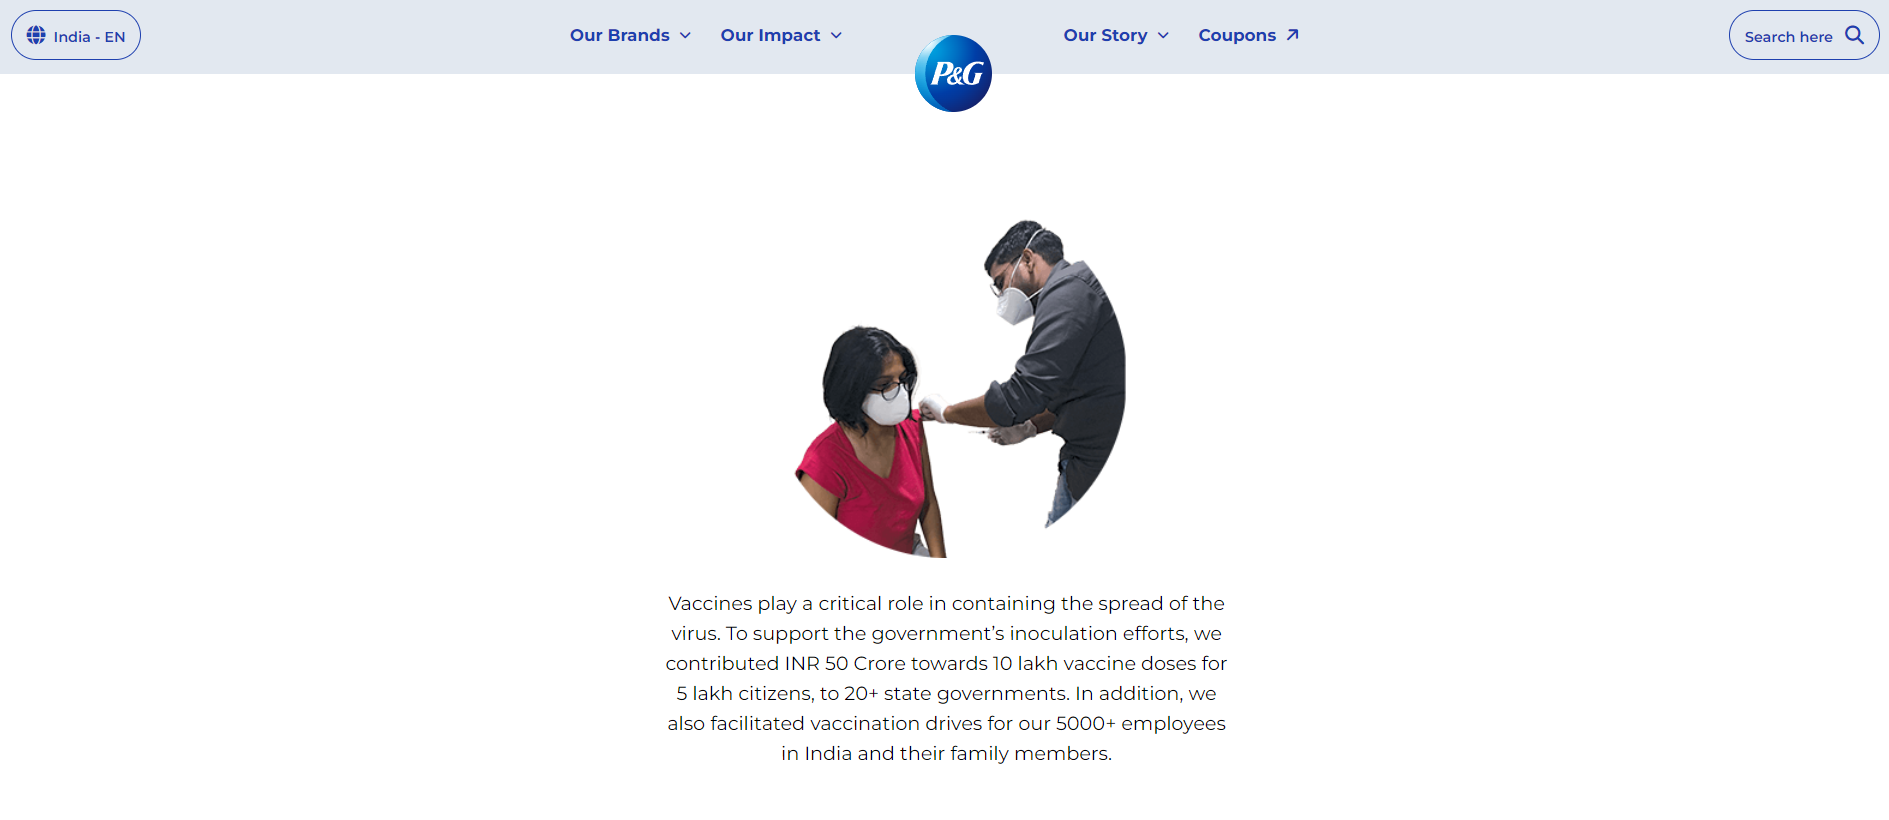 India - EN
Our Brands
Our Impact
P&G
Our Story
Coupons
Search here
Vaccines play a critical role in containing the spread of the
virus. To support the government’s inoculation efforts, we
contributed INR 50 Crore towards 10 lakh vaccine doses for
5 lakh citizens, to 20+ state governments. In addition, we
also facilitated vaccination drives for our 5000+ employees
in India and their family members.